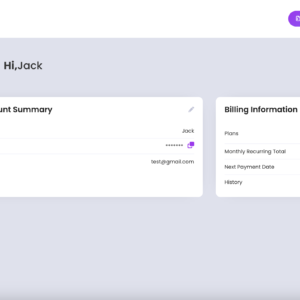 Hi,Jack
unt Summary
Jack
•••••••
test@gmail.com
Billing Information
Plans
Monthly Recurring Total
Next Payment Date
History